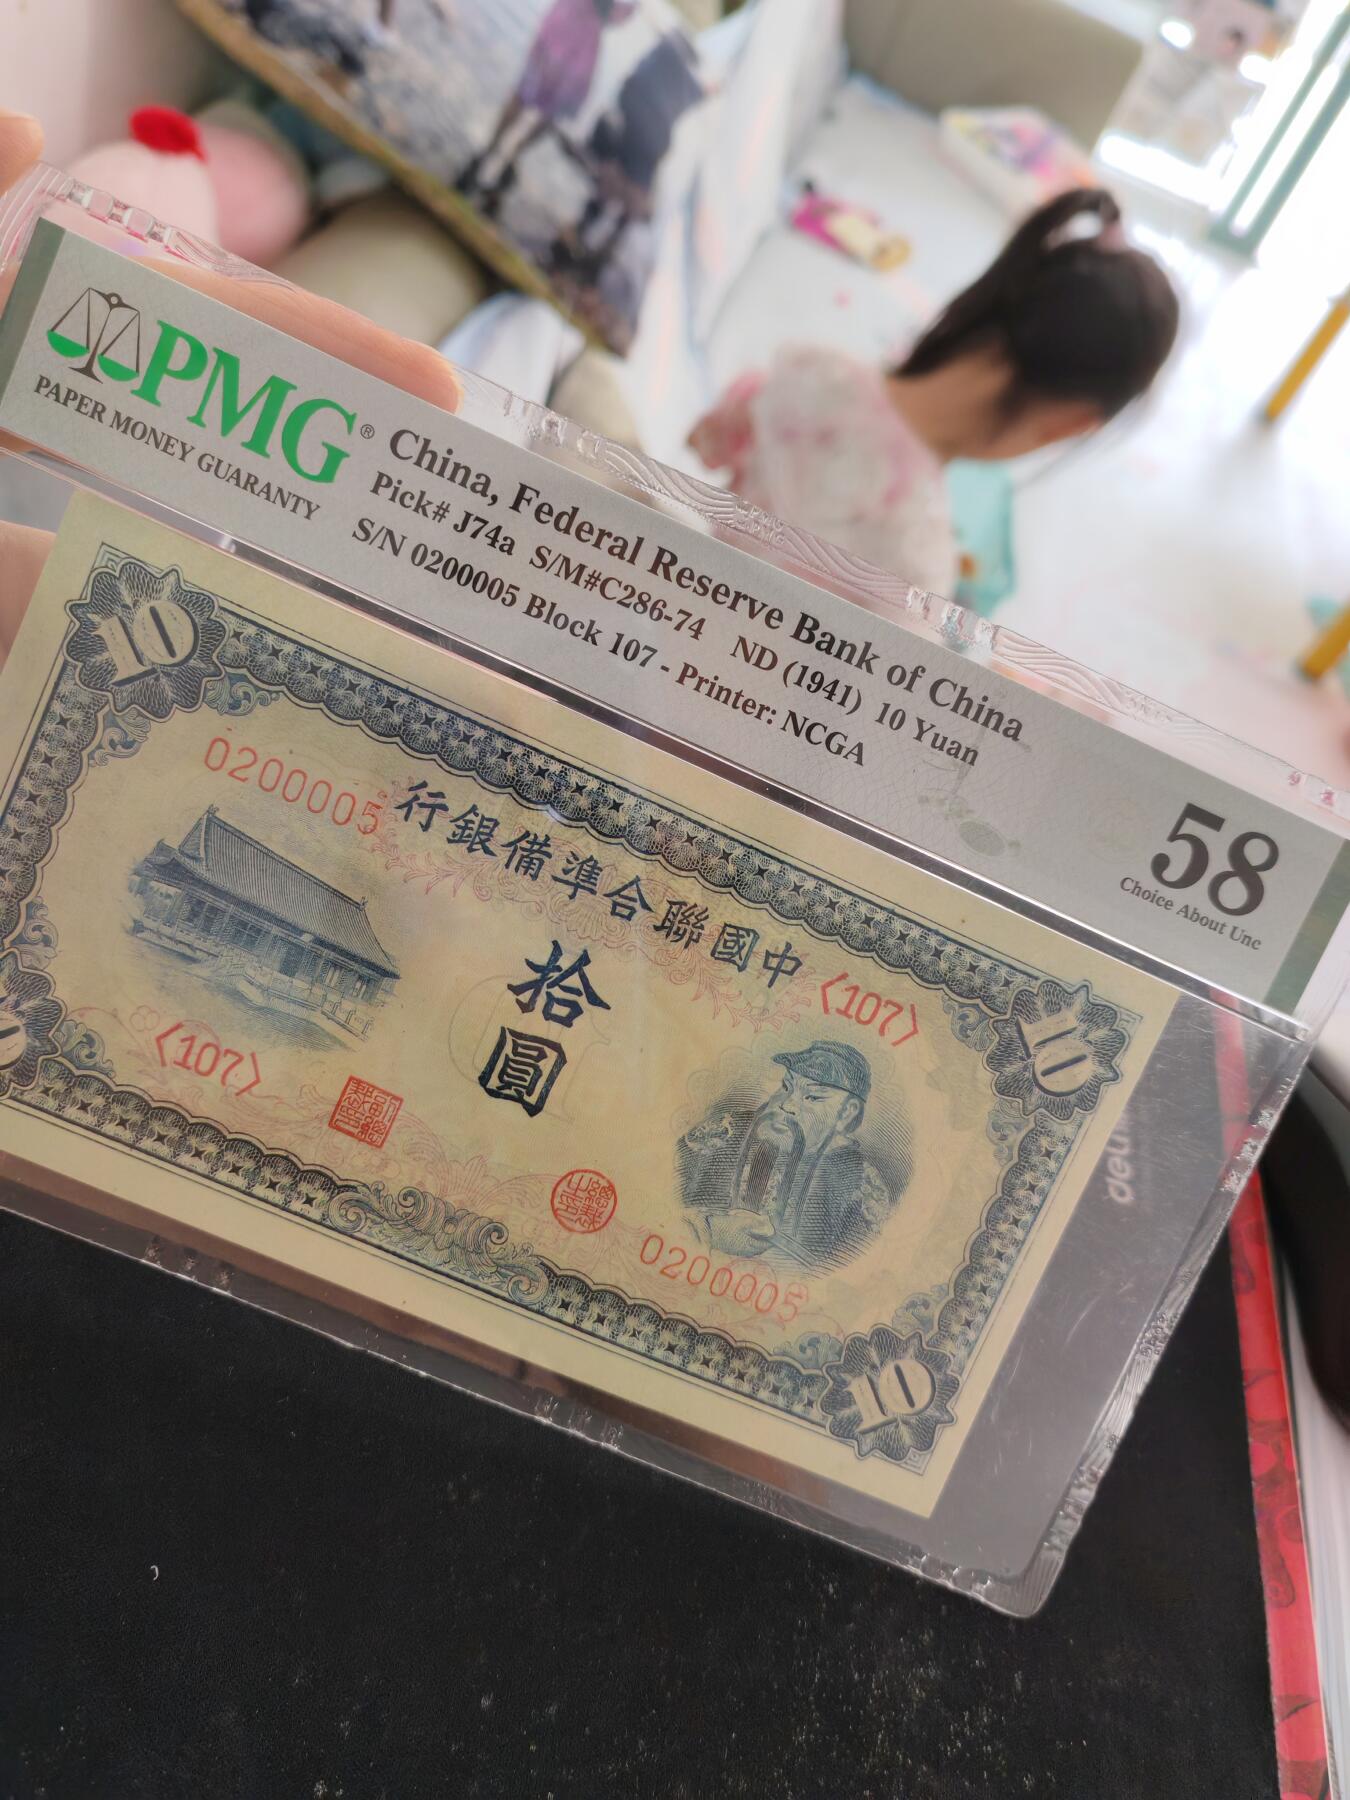 PMG®
PAPER MONEY GUARANTY
China, Federal Reserve Bank of China
Pick# J74a S/M#C286-74 ND (1941) 10 Yuan
S/N 0200005 Block 107 - Printer: NCGA
58
Choice About Unc
10
0200005
行銀備準合聯國中
〈107〉
10
拾
圓
〈107〉
0200005
10
deli